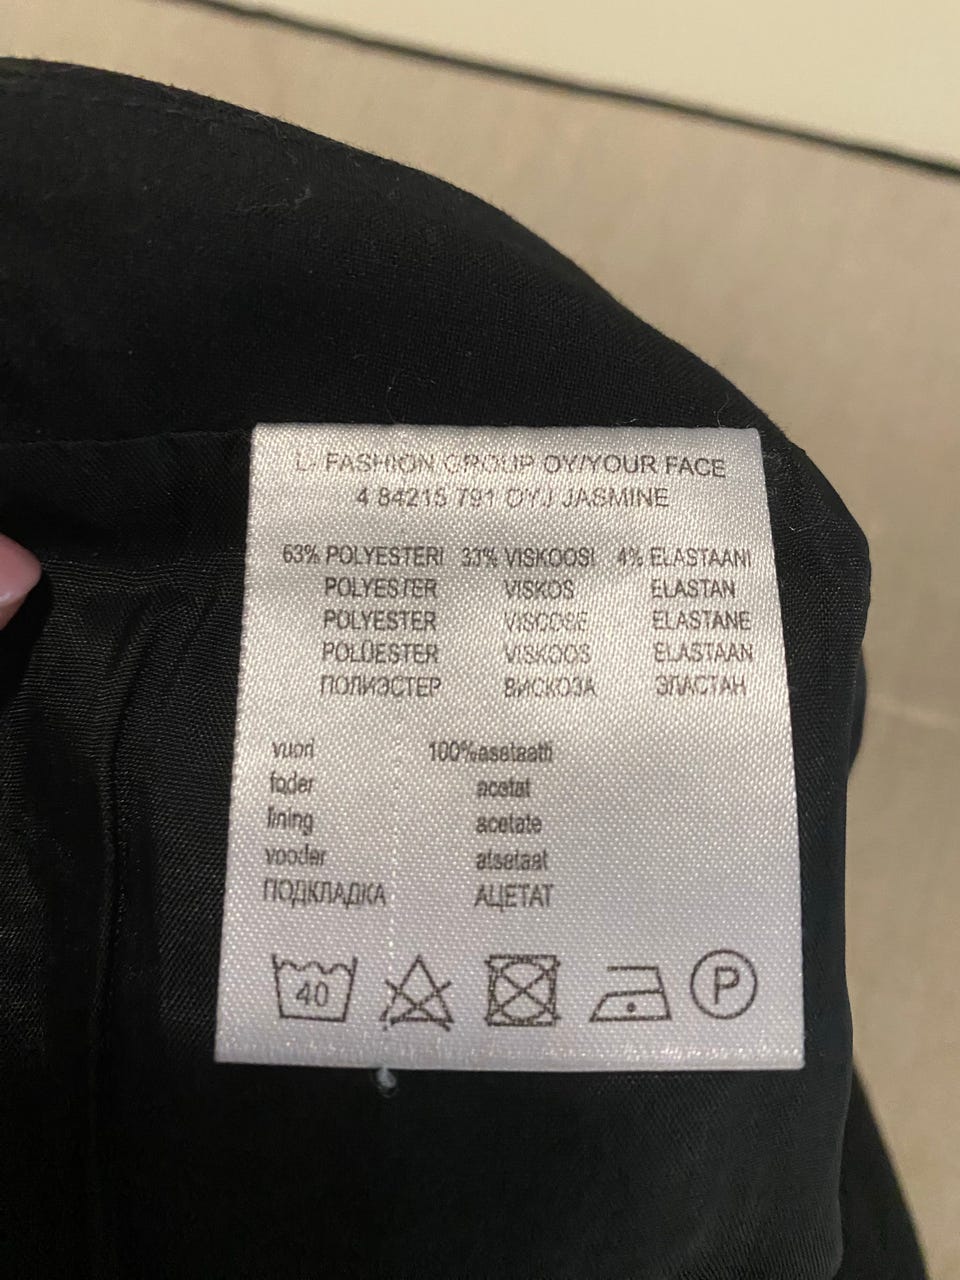 L- FASHION GROUP OY/YOUR FACE
4 84215 791 OYJ JASMINE
63% POLYESTERI 33% VISKOOSI 4% ELASTAANI
POLYESTER VISKOS ELASTAN
POLYESTER VISCOSE ELASTANE
POLÜESTER VISKOOS ELASTAAN
ПОЛИЭСТЕР ВИСКОЗА ЭЛАСТАН
vuori 100%asetaatti
foder acetat
lining acetate
vooder atsetaat
ПОДКЛАДКА АЦЕТАТ
40 P